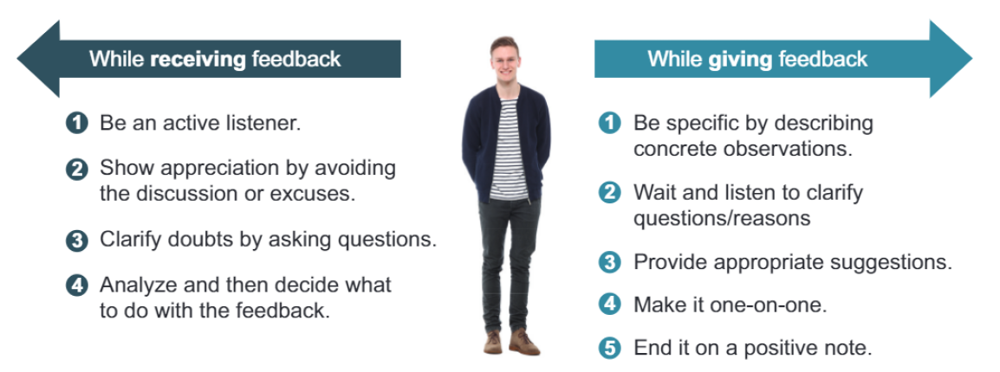 While receiving feedback
1 Be an active listener.
2 Show appreciation by avoiding
the discussion or excuses.
3 Clarify doubts by asking questions.
4 Analyze and then decide what
to do with the feedback.
While giving feedback
1 Be specific by describing
concrete observations.
2 Wait and listen to clarify
questions/reasons
3 Provide appropriate suggestions.
4 Make it one-on-one.
5 End it on a positive note.